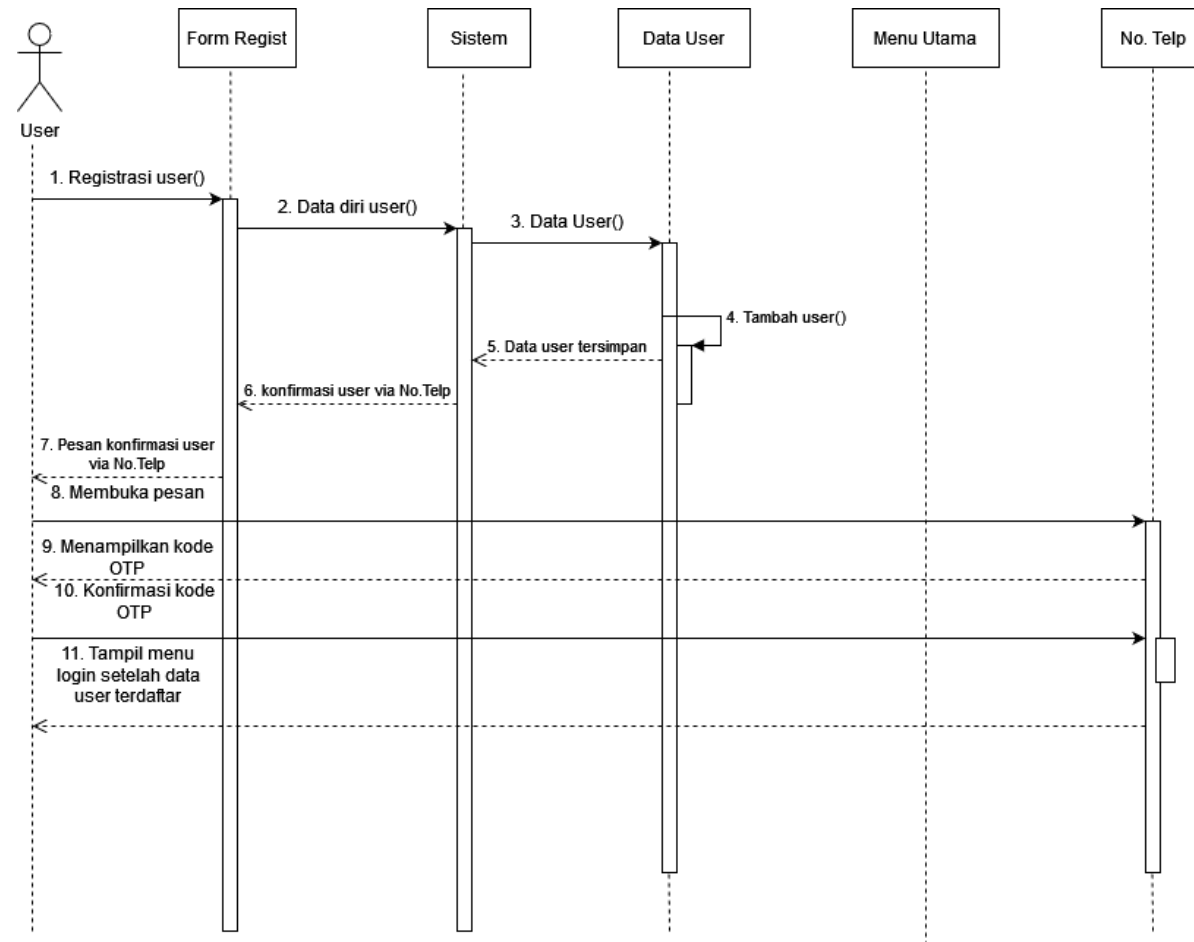 Form Regist
Sistem
Data User
Menu Utama
No. Telp
User
1. Registrasi user()
2. Data diri user()
3. Data User()
4. Tambah user()
5. Data user tersimpan
6. konfirmasi user via No.Telp
7. Pesan konfirmasi user
via No.Telp
8. Membuka pesan
9. Menampilkan kode
OTP
10. Konfirmasi kode
OTP
11. Tampil menu
login setelah data
user terdaftar